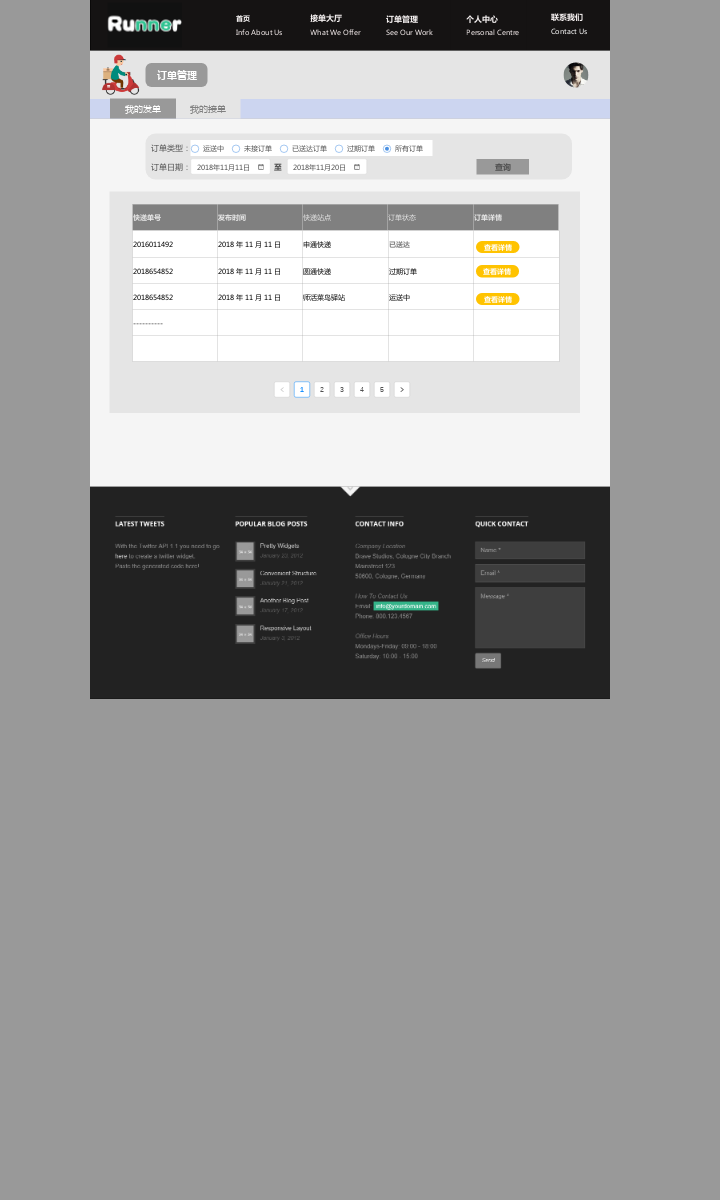 Runner
首页 接单大厅 订单管理 个人中心 联系我们
Info About Us What We Offer See Our Work Personal Centre Contact Us
订单管理
我的发单 我的接单
订单类型： 运送中 未接订单 已送达订单 过期订单 所有订单
订单日期： 2018年11月11日 至 2018年11月20日 查询
快递单号 发布时间 快递站点 订单状态 订单详情
2016011492 2018 年 11 月 11 日 申通快递 已送达 查看详情
2018654852 2018 年 11 月 11 日 圆通快递 过期订单 查看详情
2018654852 2018 年 11 月 11 日 师活菜鸟驿站 运送中 查看详情
----------
< 1 2 3 4 5 >
LATEST TWEETS
With the Twitter API 1.1 you need to go
here to create a twitter widget.
Paste the generated code here!
POPULAR BLOG POSTS
Pretty Widgets
January 23, 2012
Convenient Structure
January 21, 2012
Another Blog Post
January 17, 2012
Responsive Layout
January 3, 2012
CONTACT INFO
Company Location
Brave Studios, Cologne City Branch
Mainstreet 123
50600, Cologne, Germany
How To Contact Us
Email: info@yourdomain.com
Phone: 800.123.4567
Office Hours
Mondays-Friday: 09:00 - 18:00
Saturday: 10:00 - 15:00
QUICK CONTACT
Name *
Email *
Message *
Send